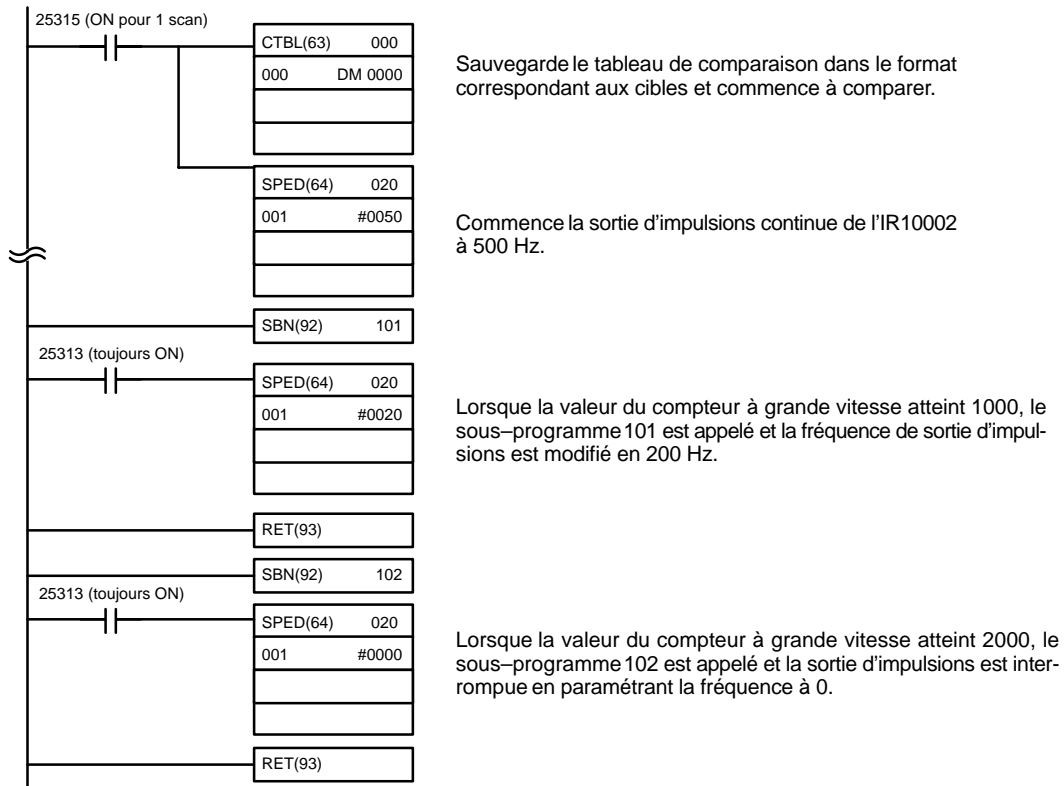 25315 (ON pour 1 scan)
CTBL(63) 000
000 DM 0000
Sauvegarde le tableau de comparaison dans le format
correspondant aux cibles et commence à comparer.
SPED(64) 020
001 #0050
Commence la sortie d'impulsions continue de l'IR10002
à 500 Hz.
SBN(92) 101
25313 (toujours ON)
SPED(64) 020
001 #0020
Lorsque la valeur du compteur à grande vitesse atteint 1000, le
sous–programme 101 est appelé et la fréquence de sortie d'impul-
sions est modifié en 200 Hz.
RET(93)
SBN(92) 102
25313 (toujours ON)
SPED(64) 020
001 #0000
Lorsque la valeur du compteur à grande vitesse atteint 2000, le
sous–programme 102 est appelé et la sortie d'impulsions est inter-
rompue en paramétrant la fréquence à 0.
RET(93)